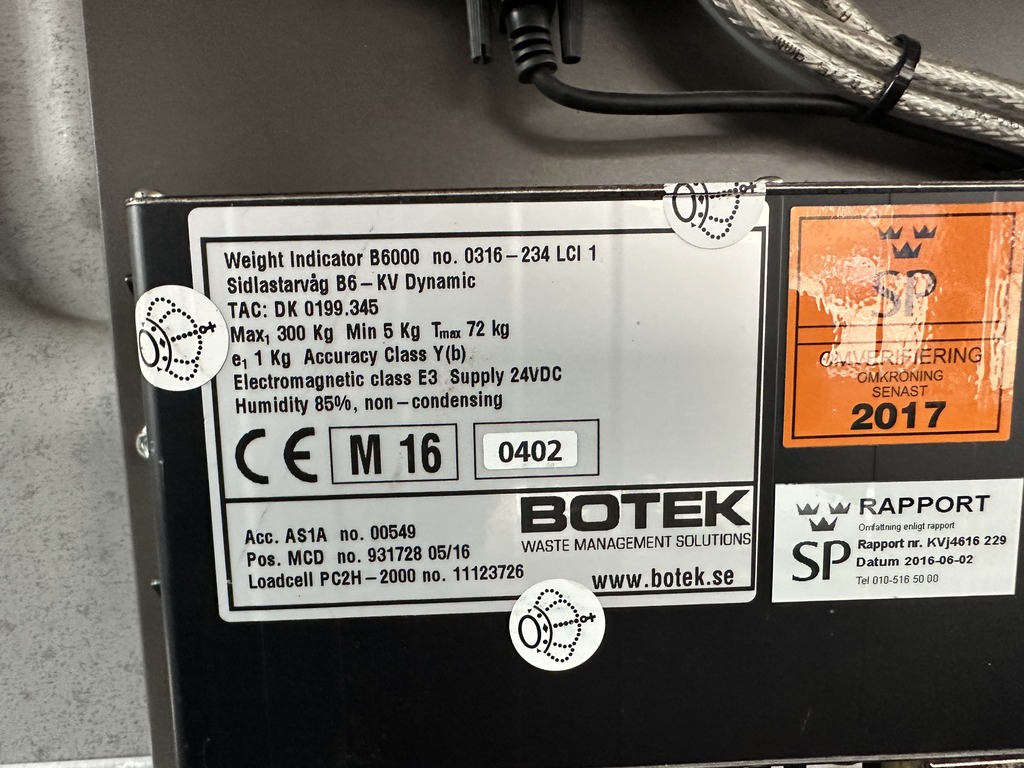 Weight Indicator B6000 no. 0316-234 LCI 1
Sidlastarvåg B6-KV Dynamic
TAC: DK 0199.345
Max₁ 300 Kg Min 5 Kg Tmax 72 kg
e₁ 1 Kg Accuracy Class Y(b)
Electromagnetic class E3 Supply 24VDC
Humidity 85%, non-condensing
CE M 16 0402
BOTEK
WASTE MANAGEMENT SOLUTIONS
www.botek.se
Acc. AS1A no. 00549
Pos. MCD no. 931728 05/16
Loadcell PC2H-2000 no. 11123726
SP
OMVERIFIERING
OMKRÖNING
SENAST
2017
RAPPORT
Omfattning enligt rapport
SP
Rapport nr. KVj4616 229
Datum 2016-06-02
Tel 010-516 50 00